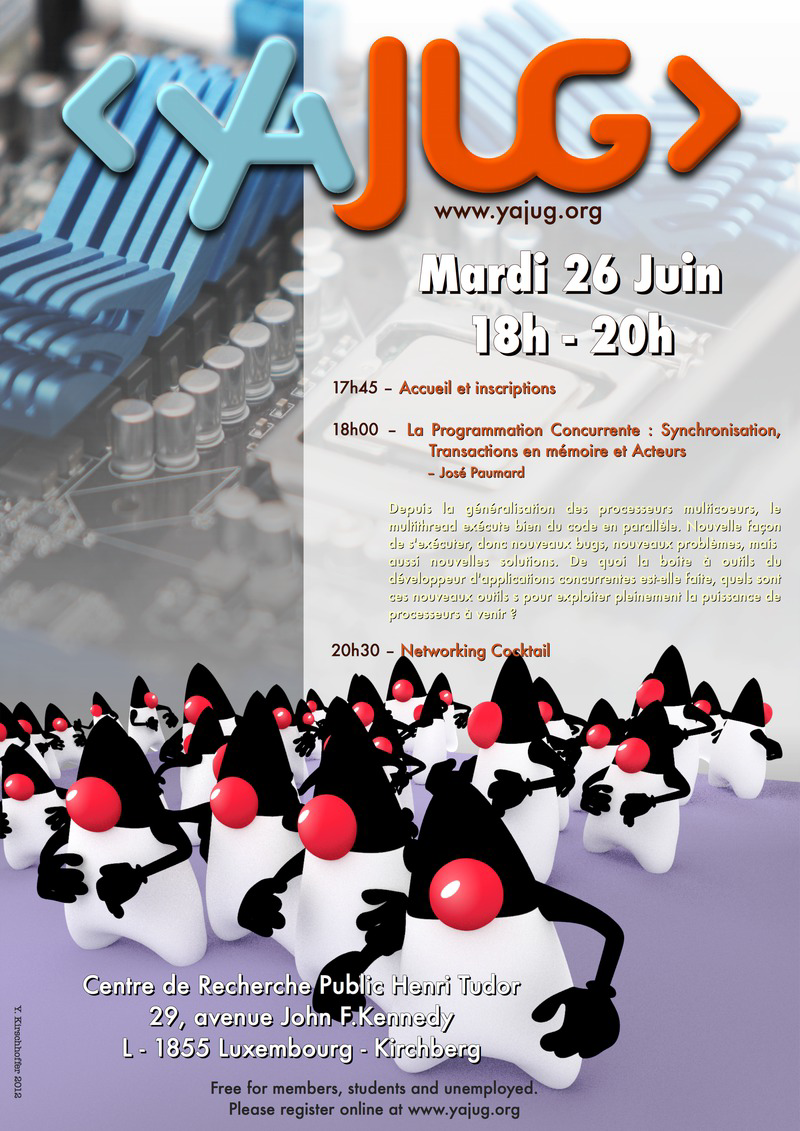 <YAJUG>
www.yajug.org
Mardi 26 Juin
18h - 20h
17h45 – Accueil et inscriptions
18h00 – La Programmation Concurrente : Synchronisation,
Transactions en mémoire et Acteurs
– José Paumard
Depuis la généralisation des processeurs multicoeurs, le
multithread exécute bien du code en parallèle. Nouvelle façon
de s'exécuter, donc nouveaux bugs, nouveaux problèmes, mais
aussi nouvelles solutions. De quoi la boite à outils du
développeur d'applications concurrentes est-elle faite, quels sont
ces nouveaux outils s pour exploiter pleinement la puissance de
processeurs à venir ?
20h30 – Networking Cocktail
Centre de Recherche Public Henri Tudor
29, avenue John F.Kennedy
L - 1855 Luxembourg - Kirchberg
Free for members, students and unemployed.
Please register online at www.yajug.org
Y. Kirschhoffer 2012